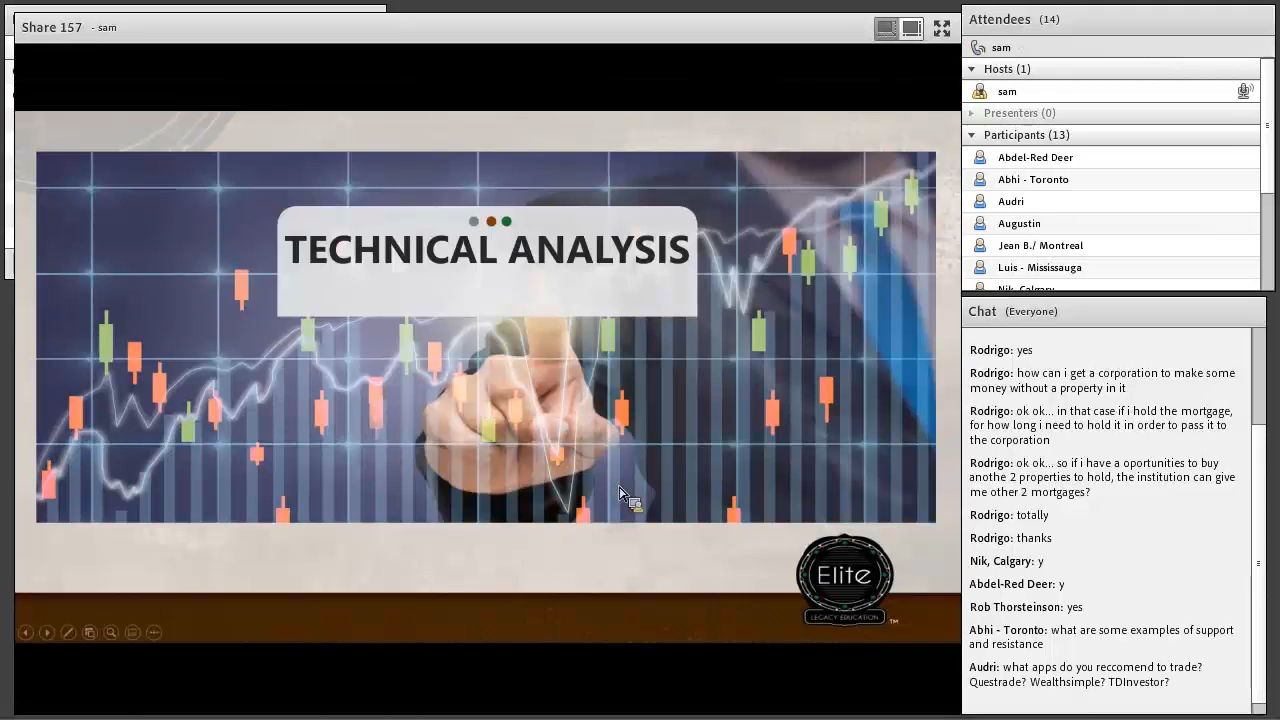 Share 157 - sam
TECHNICAL ANALYSIS
Elite
LEGACY EDUCATION
™
Attendees (14)
sam
Hosts (1)
sam
Presenters (0)
Participants (13)
Abdel-Red Deer
Abhi - Toronto
Audri
Augustin
Jean B./ Montreal
Luis - Mississauga
Nik, Calgary
Chat (Everyone)
Rodrigo: yes
Rodrigo: how can i get a corporation to make some
money without a property in it
Rodrigo: ok ok... in that case if i hold the mortgage,
for how long i need to hold it in order to pass it to
the corporation
Rodrigo: ok ok... so if i have a oportunities to buy
anothe 2 properties to hold, the institution can give
me other 2 mortgages?
Rodrigo: totally
Rodrigo: thanks
Nik, Calgary: y
Abdel-Red Deer: y
Rob Thorsteinson: yes
Abhi - Toronto: what are some examples of support
and resistance
Audri: what apps do you reccomend to trade?
Questrade? Wealthsimple? TDInvestor?